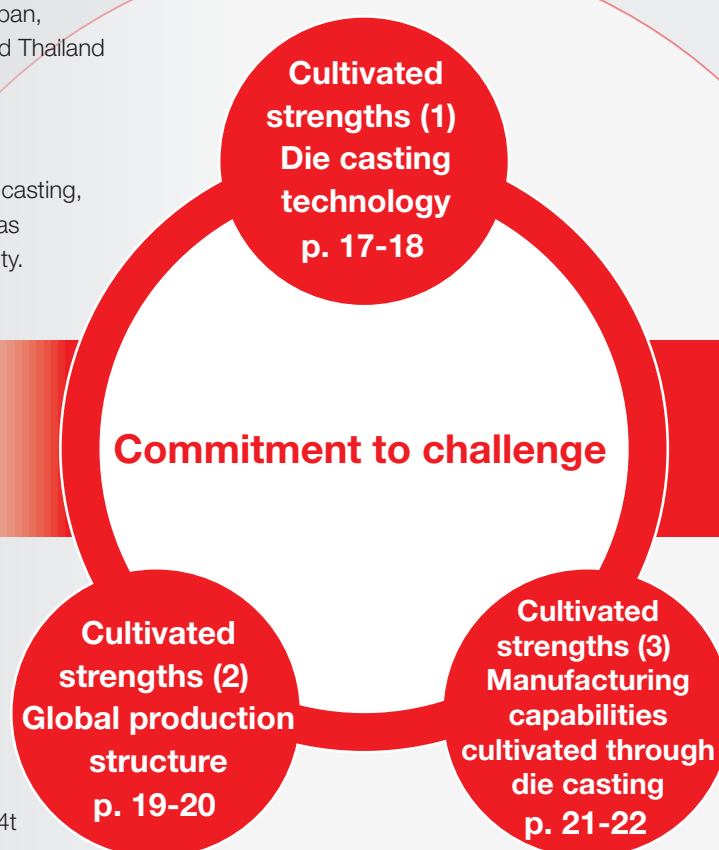 pan,
d Thailand
casting,
as
ty.
Cultivated
strengths (1)
Die casting
technology
p. 17-18
Commitment to challenge
Cultivated
strengths (2)
Global production
structure
p. 19-20
Cultivated
strengths (3)
Manufacturing
capabilities
cultivated through
die casting
p. 21-22
4t